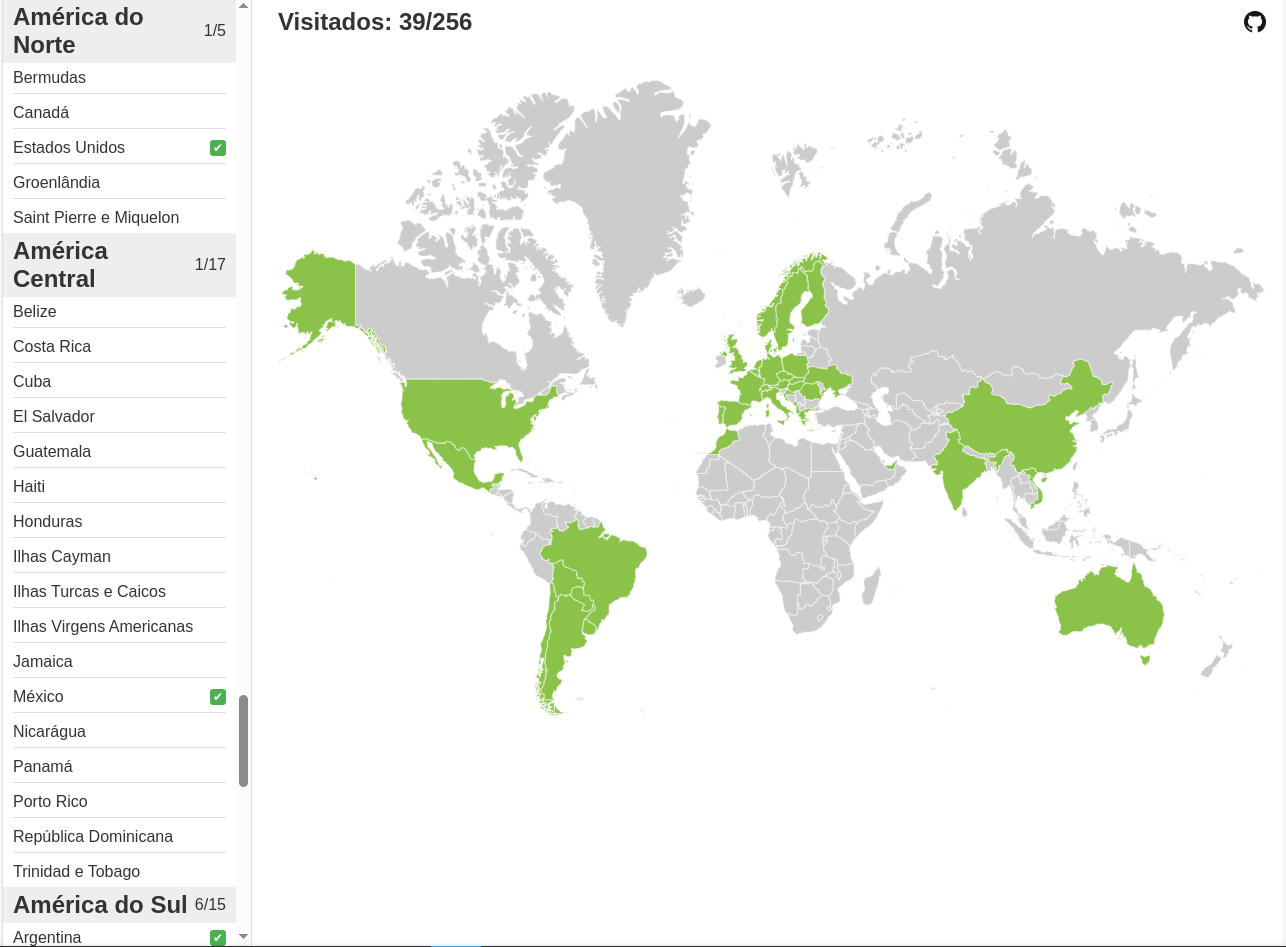 América do
Norte
1/5
Bermudas
Canadá
Estados Unidos
Groenlândia
Saint Pierre e Miquelon
América
Central
1/17
Belize
Costa Rica
Cuba
El Salvador
Guatemala
Haiti
Honduras
Ilhas Cayman
Ilhas Turcas e Caicos
Ilhas Virgens Americanas
Jamaica
México
Nicarágua
Panamá
Porto Rico
República Dominicana
Trinidad e Tobago
América do Sul 6/15
Argentina
Visitados: 39/256